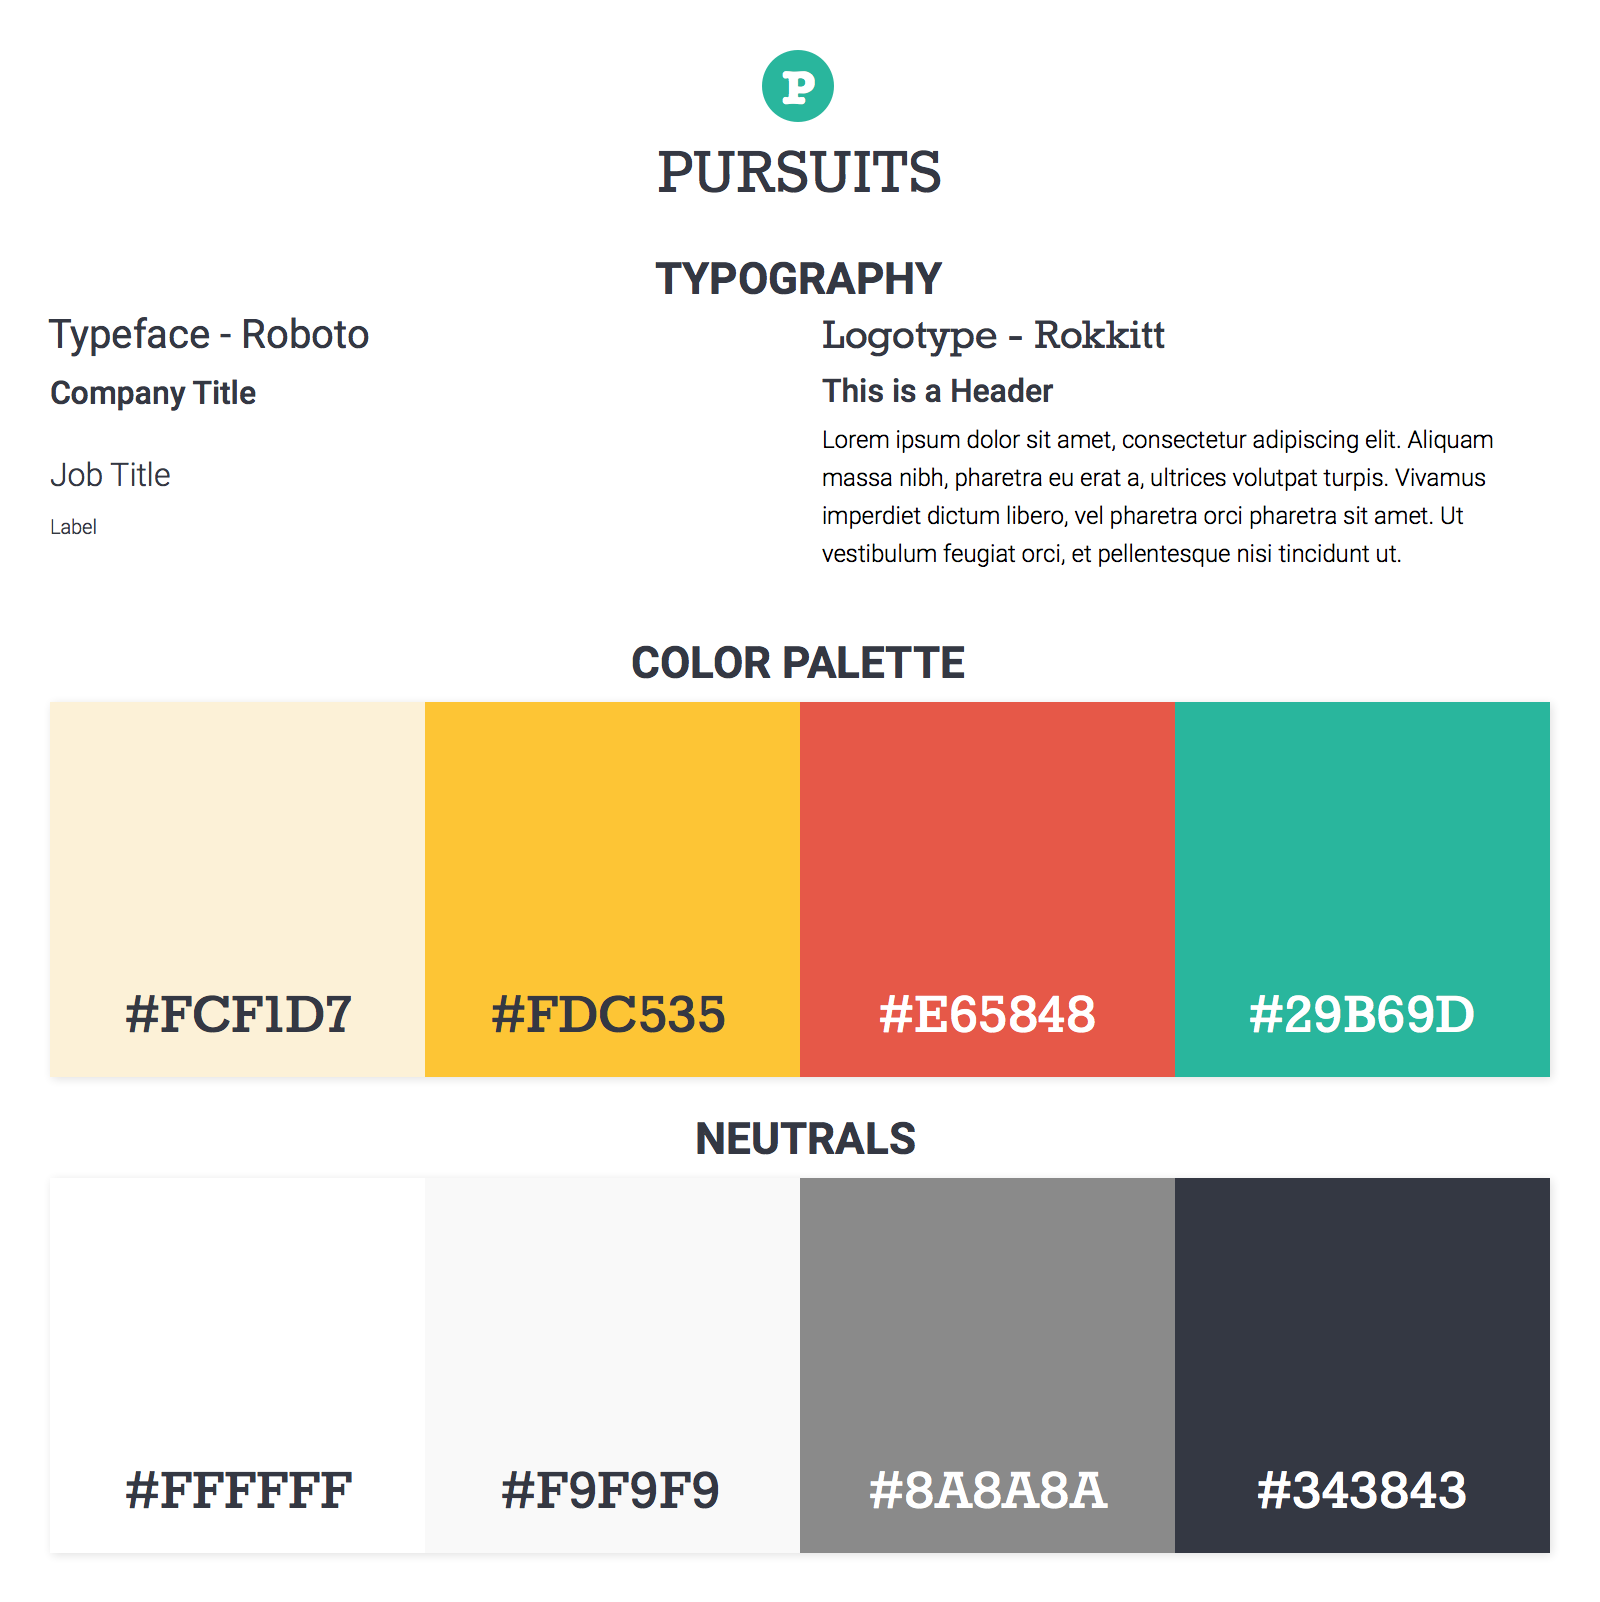 P
PURSUITS
TYPOGRAPHY
Typeface - Roboto
Company Title
Job Title
Label
Logotype - Rokkitt
This is a Header
Lorem ipsum dolor sit amet, consectetur adipiscing elit. Aliquam
massa nibh, pharetra eu erat a, ultrices volutpat turpis. Vivamus
imperdiet dictum libero, vel pharetra orci pharetra sit amet. Ut
vestibulum feugiat orci, et pellentesque nisi tincidunt ut.
COLOR PALETTE
#FCF1D7
#FDC535
#E65848
#29B69D
NEUTRALS
#FFFFFF
#F9F9F9
#8A8A8A
#343843